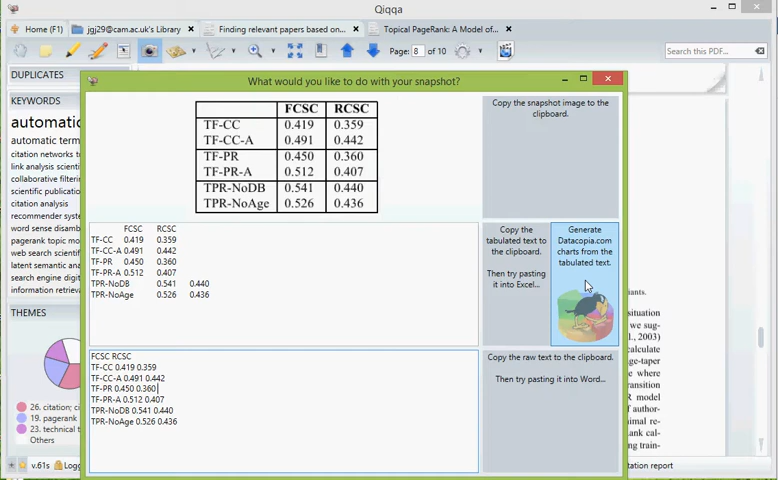 Qiqqa
Home (F1)
jgj29@cam.ac.uk's Library
Finding relevant papers based on...
Topical PageRank: A Model of...
Page: 8 of 10
Search this PDF...
DUPLICATES
KEYWORDS
automatic
automatic term
citation networks
link analysis scienti
collaborative filterin
scientific publicatio
citation analysis
recommender syste
word sense disamb
pagerank topic mo
web search scientif
latent semantic ana
search engine digit
information retrieva
THEMES
26. citation; ci
19. pagerank
23. technical t
Others
v.61s
Logg
What would you like to do with your snapshot?
FCSC RCSC
TF-CC 0.419 0.359
TF-CC-A 0.491 0.442
TF-PR 0.450 0.360
TF-PR-A 0.512 0.407
TPR-NoDB 0.541 0.440
TPR-NoAge 0.526 0.436
Copy the snapshot image to the
clipboard.
FCSC RCSC
TF-CC 0.419 0.359
TF-CC-A 0.491 0.442
TF-PR 0.450 0.360
TF-PR-A 0.512 0.407
TPR-NoDB 0.541 0.440
TPR-NoAge 0.526 0.436
Copy the
tabulated text to
the clipboard.
Then try pasting
it into Excel...
Generate
Datacopia.com
charts from the
tabulated text.
FCSC RCSC
TF-CC 0.419 0.359
TF-CC-A 0.491 0.442
TF-PR 0.450 0.360
TF-PR-A 0.512 0.407
TPR-NoDB 0.541 0.440
TPR-NoAge 0.526 0.436
Copy the raw text to the clipboard.
Then try pasting it into Word...
iants.
situation
we sug-
, 2003)
calculate
age-taper
e where
transition
R model
f author-
nimal re-
Rank cal-
ng train-
tation report